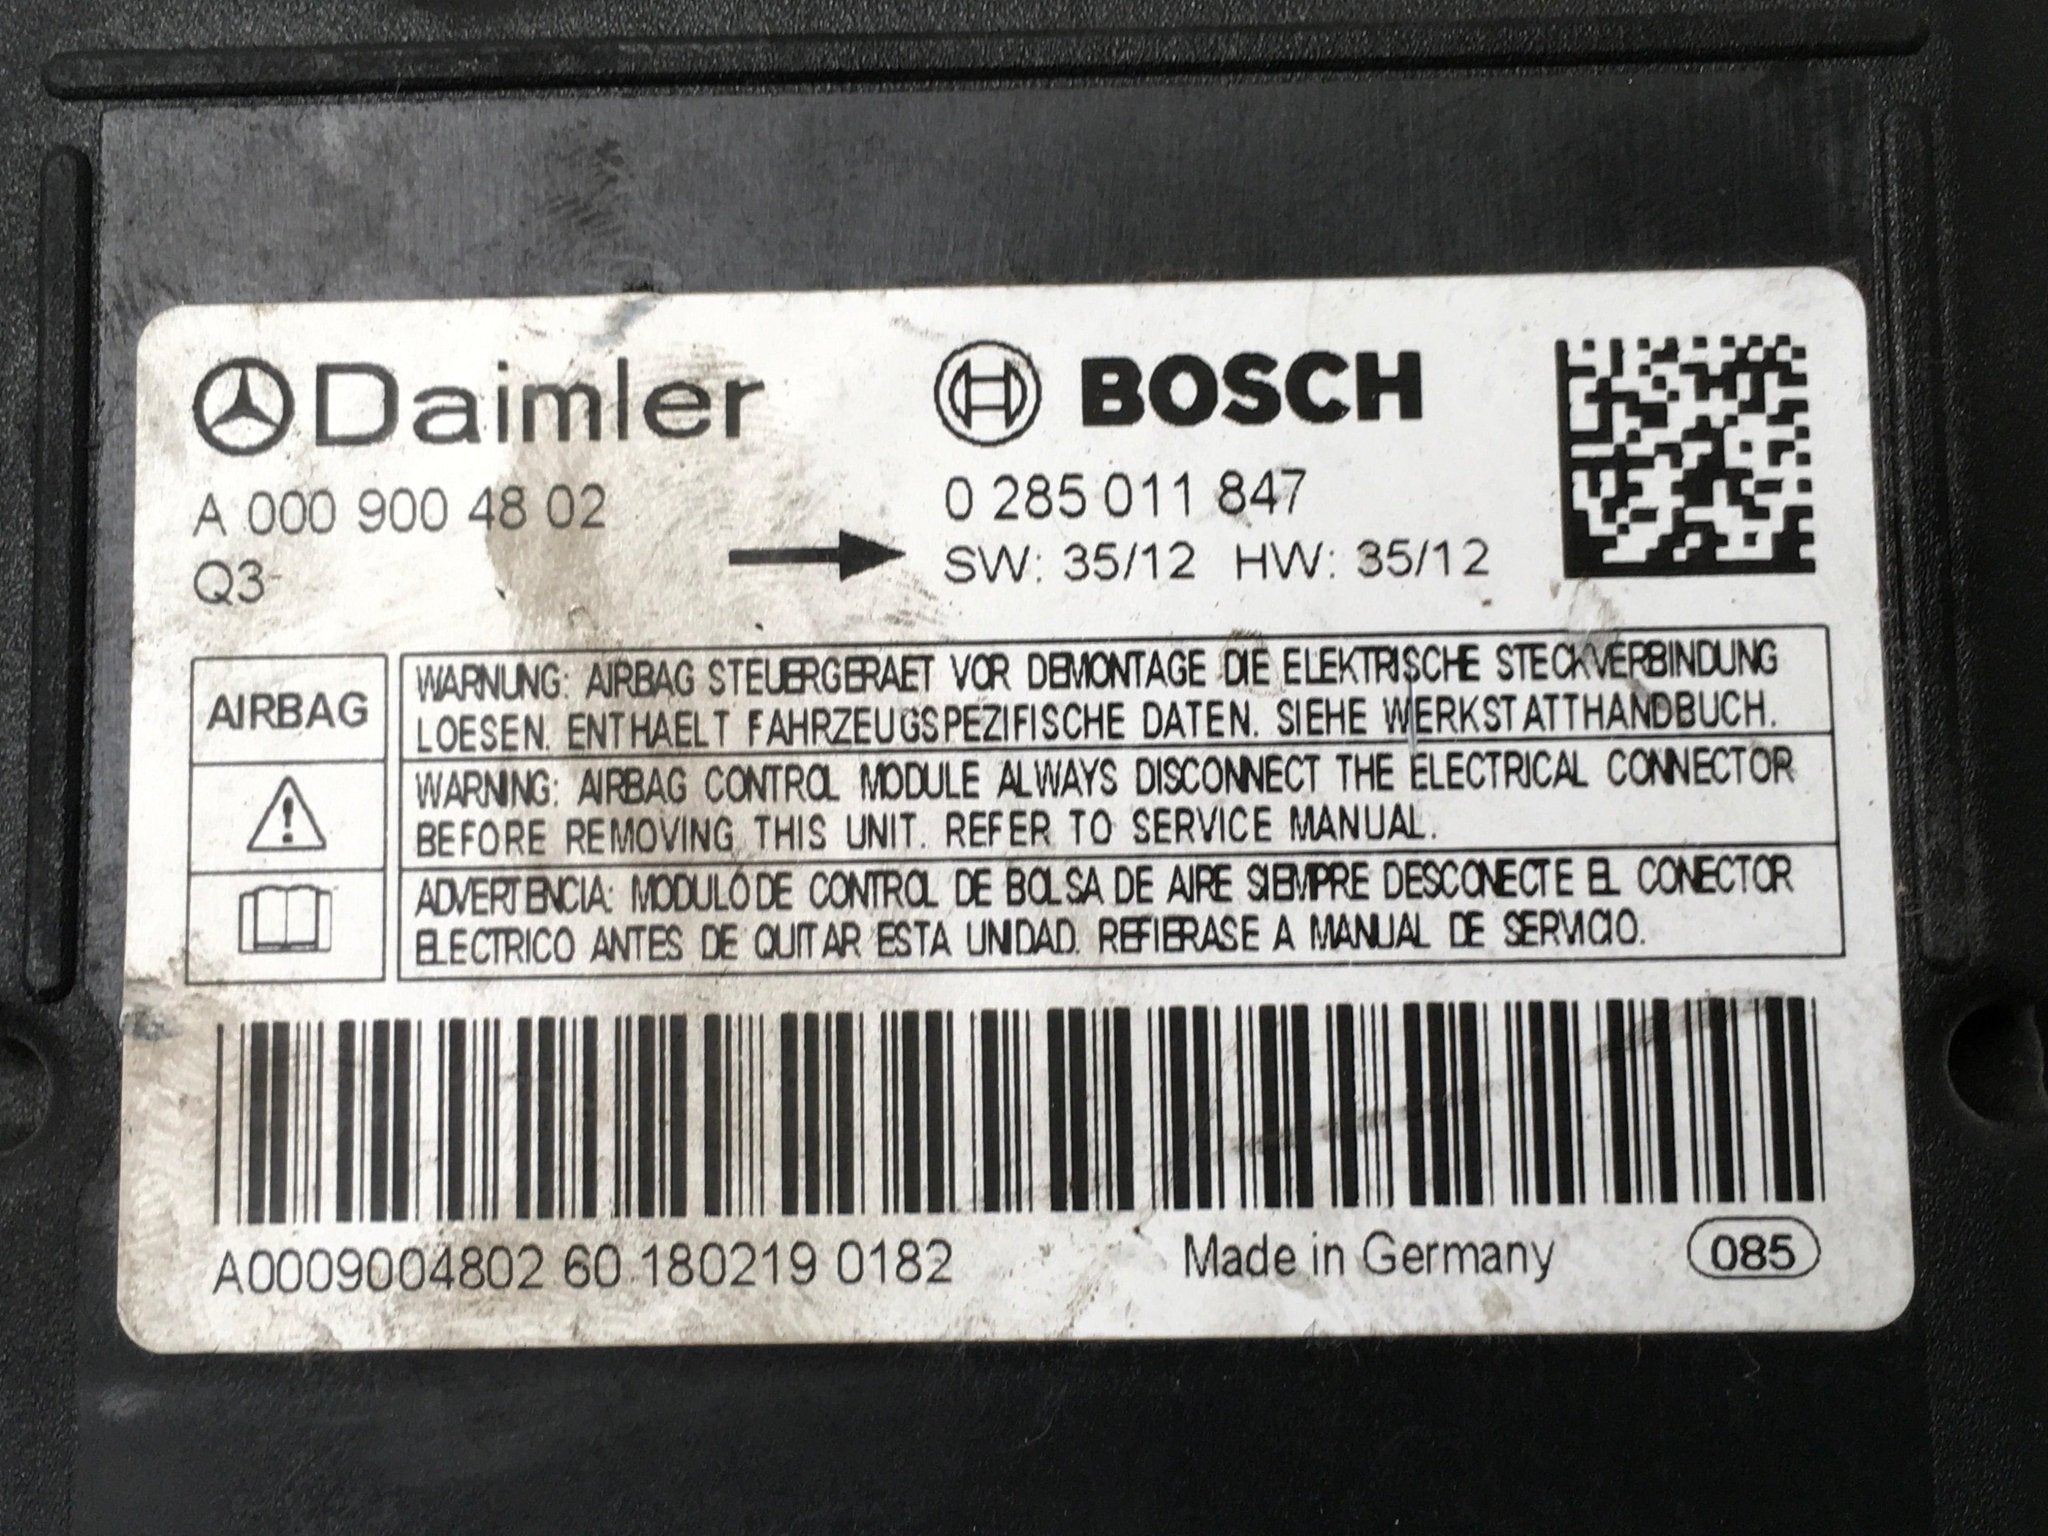 Daimler
A 000 900 48 02
Q3
BOSCH
0 285 011 847
SW: 35/12 HW: 35/12
AIRBAG
WARNUNG: AIRBAG STEUERGERAET VOR DEMONTAGE DIE ELEKTRISCHE STECKVERBINDUNG
LOESEN. ENTHAELT FAHRZEUGSPEZIFISCHE DATEN. SIEHE WERKSTATTHANDBUCH.
WARNING: AIRBAG CONTROL MODULE ALWAYS DISCONNECT THE ELECTRICAL CONNECTOR
BEFORE REMOVING THIS UNIT. REFER TO SERVICE MANUAL.
ADVERTENCIA: MODULO DE CONTROL DE BOLSA DE AIRE SIEMPRE DESCONECTE EL CONECTOR
ELECTRICO ANTES DE QUITAR ESTA UNIDAD. REFIERASE A MANUAL DE SERVICIO.
A0009004802 60 180219 0182
Made in Germany
085